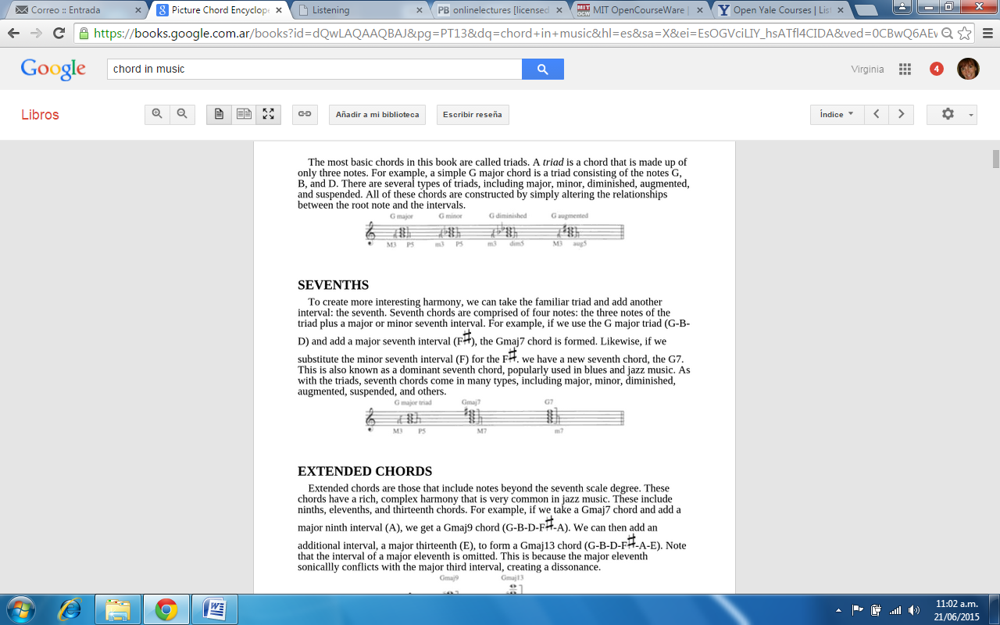 Correo :: Entrada
Picture Chord Encyclope
Listening
onlinelectures [licensed
MIT OpenCourseWare |
Open Yale Courses | List
https://books.google.com.ar/books?id=dQwLAQAAQBAJ&pg=PT13&dq=chord+in+music&hl=es&sa=X&ei=EsOGVciLIY_hsATfl4CIDA&ved=0CBwQ6AEw
Google
chord in music
Virginia
4
Libros
Añadir a mi biblioteca
Escribir reseña
Índice
The most basic chords in this book are called triads. A triad is a chord that is made up of
only three notes. For example, a simple G major chord is a triad consisting of the notes G,
B, and D. There are several types of triads, including major, minor, diminished, augmented,
and suspended. All of these chords are constructed by simply altering the relationships
between the root note and the intervals.
G major G minor G diminished G augmented
M3 P5 m3 P5 m3 dim5 M3 aug5
SEVENTHS
To create more interesting harmony, we can take the familiar triad and add another
interval: the seventh. Seventh chords are comprised of four notes: the three notes of the
triad plus a major or minor seventh interval. For example, if we use the G major triad (G-B-
D) and add a major seventh interval (F♯), the Gmaj7 chord is formed. Likewise, if we
substitute the minor seventh interval (F) for the F♯. we have a new seventh chord, the G7.
This is also known as a dominant seventh chord, popularly used in blues and jazz music. As
with the triads, seventh chords come in many types, including major, minor, diminished,
augmented, suspended, and others.
G major triad Gmaj7 G7
M3 P5 M7 m7
EXTENDED CHORDS
Extended chords are those that include notes beyond the seventh scale degree. These
chords have a rich, complex harmony that is very common in jazz music. These include
ninths, elevenths, and thirteenth chords. For example, if we take a Gmaj7 chord and add a
major ninth interval (A), we get a Gmaj9 chord (G-B-D-F♯-A). We can then add an
additional interval, a major thirteenth (E), to form a Gmaj13 chord (G-B-D-F♯-A-E). Note
that the interval of a major eleventh is omitted. This is because the major eleventh
sonicallly conflicts with the major third interval, creating a dissonance.
Gmaj9 Gmaj13
11:02 a.m.
21/06/2015